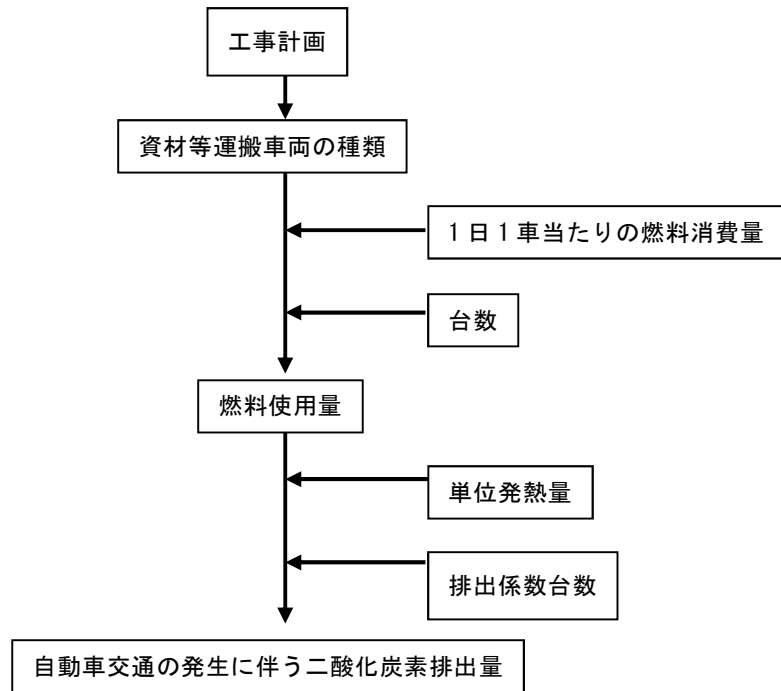 工事計画
資材等運搬車両の種類
1日1車当たりの燃料消費量
台数
燃料使用量
単位発熱量
排出係数台数
自動車交通の発生に伴う二酸化炭素排出量